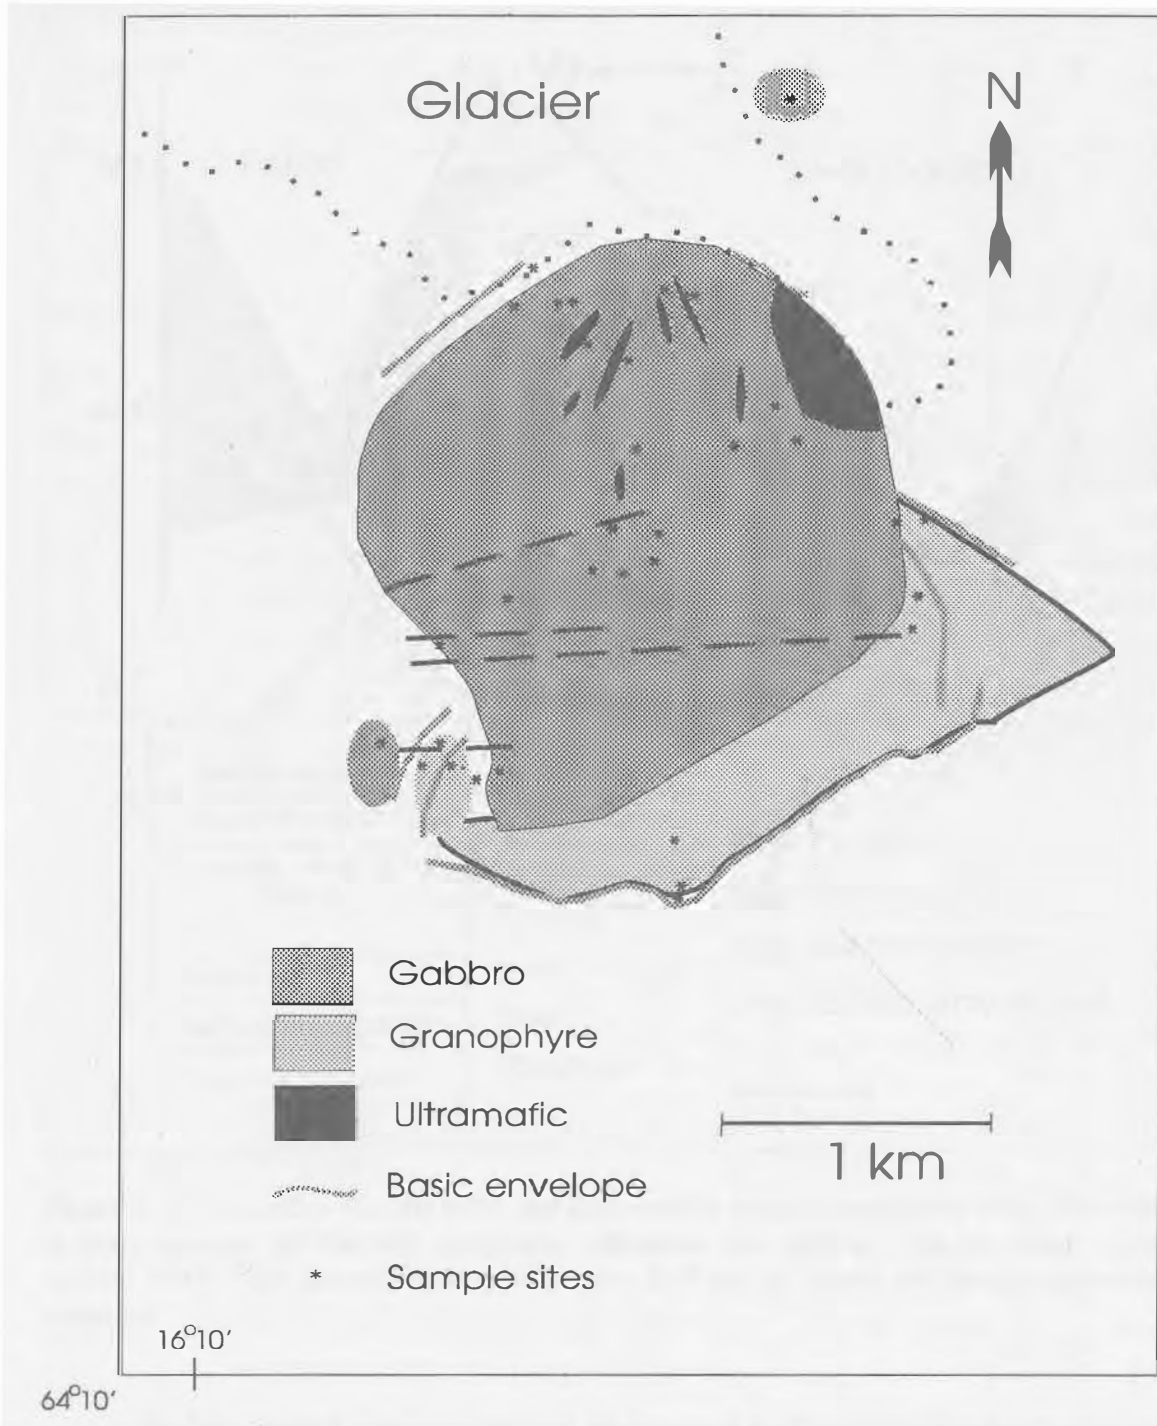 Glacier
N
Gabbro
Granophyre
Ultramafic
1 km
Basic envelope
* Sample sites
16°10'
64°10'